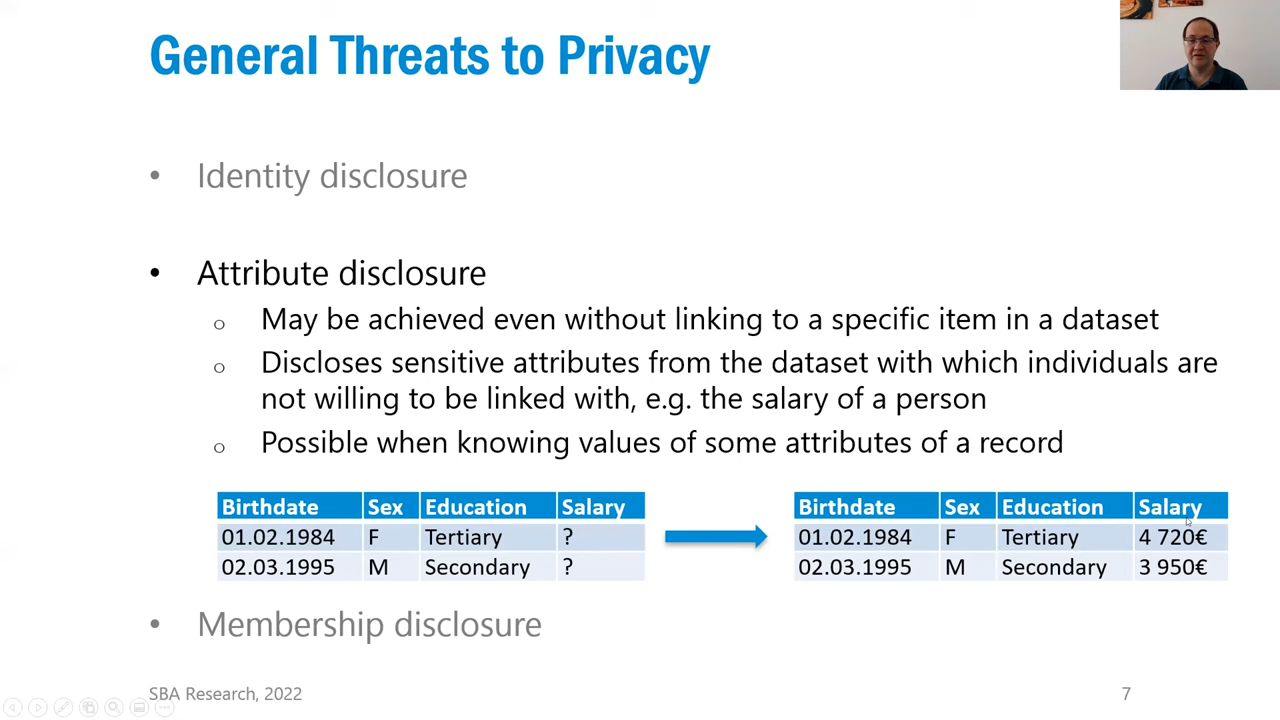 General Threats to Privacy
• Identity disclosure
• Attribute disclosure
o May be achieved even without linking to a specific item in a dataset
o Discloses sensitive attributes from the dataset with which individuals are
not willing to be linked with, e.g. the salary of a person
o Possible when knowing values of some attributes of a record
Birthdate Sex Education Salary
01.02.1984 F Tertiary ?
02.03.1995 M Secondary ?
Birthdate Sex Education Salary
01.02.1984 F Tertiary 4 720€
02.03.1995 M Secondary 3 950€
• Membership disclosure
SBA Research, 2022
7